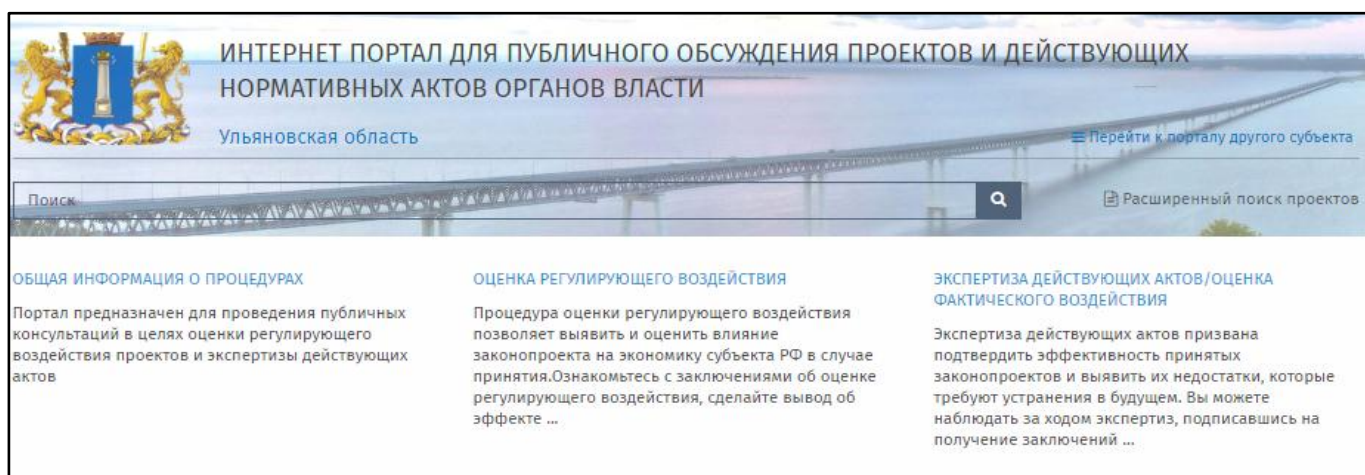 ИНТЕРНЕТ ПОРТАЛ ДЛЯ ПУБЛИЧНОГО ОБСУЖДЕНИЯ ПРОЕКТОВ И ДЕЙСТВУЮЩИХ
НОРМАТИВНЫХ АКТОВ ОРГАНОВ ВЛАСТИ
Ульяновская область
Перейти к порталу другого субъекта
Поиск
Расширенный поиск проектов
ОБЩАЯ ИНФОРМАЦИЯ О ПРОЦЕДУРАХ
Портал предназначен для проведения публичных
консультаций в целях оценки регулирующего
воздействия проектов и экспертизы действующих
актов
ОЦЕНКА РЕГУЛИРУЮЩЕГО ВОЗДЕЙСТВИЯ
Процедура оценки регулирующего воздействия
позволяет выявить и оценить влияние
законопроекта на экономику субъекта РФ в случае
принятия.Ознакомьтесь с заключениями об оценке
регулирующего воздействия, сделайте вывод об
эффекте ...
ЭКСПЕРТИЗА ДЕЙСТВУЮЩИХ АКТОВ/ОЦЕНКА
ФАКТИЧЕСКОГО ВОЗДЕЙСТВИЯ
Экспертиза действующих актов призвана
подтвердить эффективность принятых
законопроектов и выявить их недостатки, которые
требуют устранения в будущем. Вы можете
наблюдать за ходом экспертиз, подписавшись на
получение заключений ...